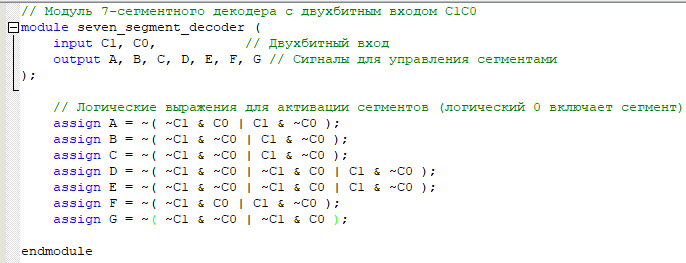 // Модуль 7-сегментного декодера с двухбитным входом C1C0
module seven_segment_decoder (
input C1, C0, // Двухбитный вход
output A, B, C, D, E, F, G // Сигналы для управления сегментами
);
// Логические выражения для активации сегментов (логический 0 включает сегмент)
assign A = ~( ~C1 & C0 | C1 & ~C0 );
assign B = ~( ~C1 & ~C0 | C1 & ~C0 );
assign C = ~( ~C1 & ~C0 | C1 & ~C0 );
assign D = ~( ~C1 & ~C0 | ~C1 & C0 | C1 & ~C0 );
assign E = ~( ~C1 & ~C0 | ~C1 & C0 | C1 & ~C0 );
assign F = ~( ~C1 & C0 | C1 & ~C0 );
assign G = ~( ~C1 & ~C0 | ~C1 & C0 );
endmodule